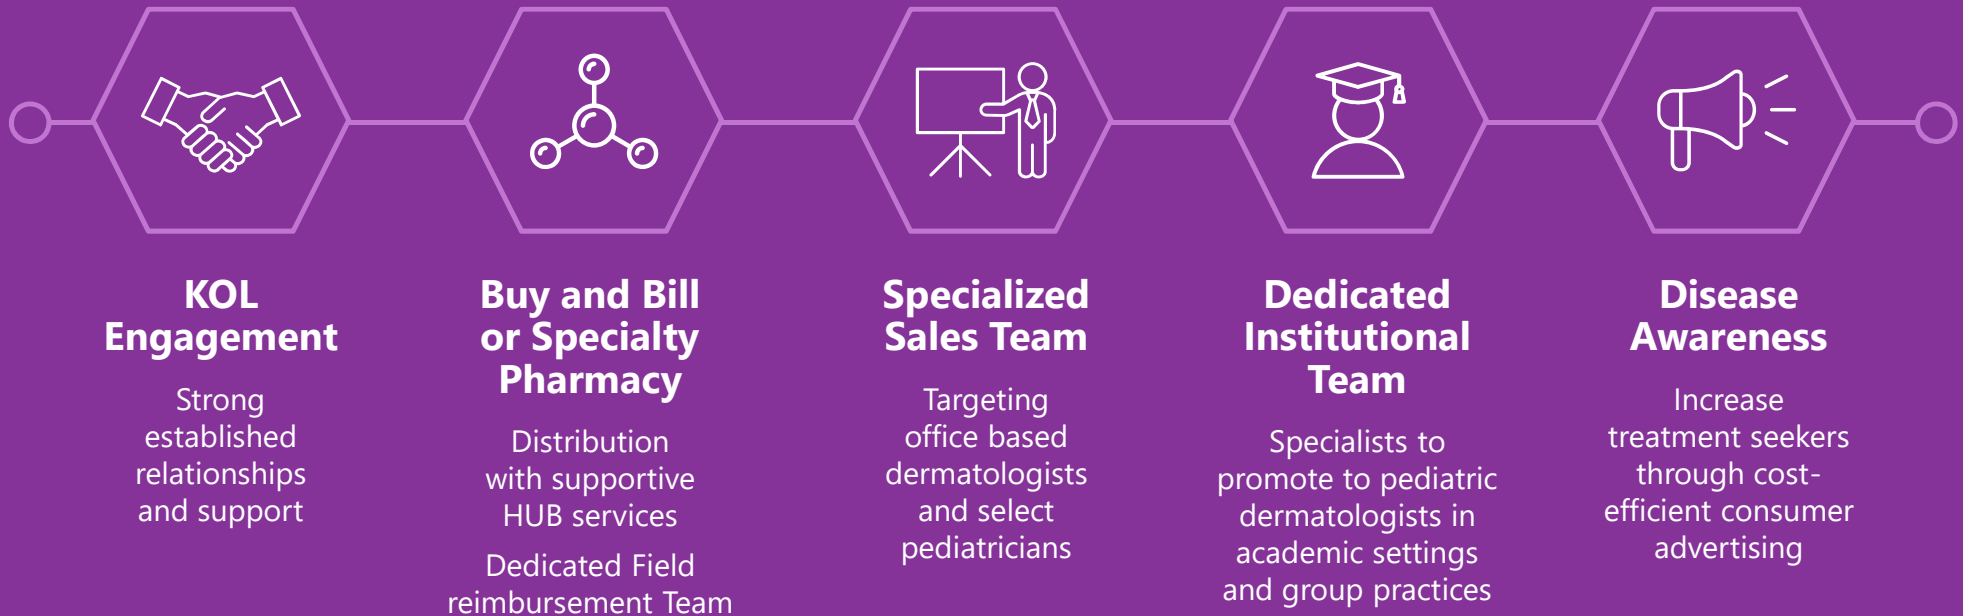 KOL
Engagement
Strong
established
relationships
and support
Buy and Bill
or Specialty
Pharmacy
Distribution
with supportive
HUB services
Dedicated Field
reimbursement Team
Specialized
Sales Team
Targeting
office based
dermatologists
and select
pediatricians
Dedicated
Institutional
Team
Specialists to
promote to pediatric
dermatologists in
academic settings
and group practices
Disease
Awareness
Increase
treatment seekers
through cost-
efficient consumer
advertising